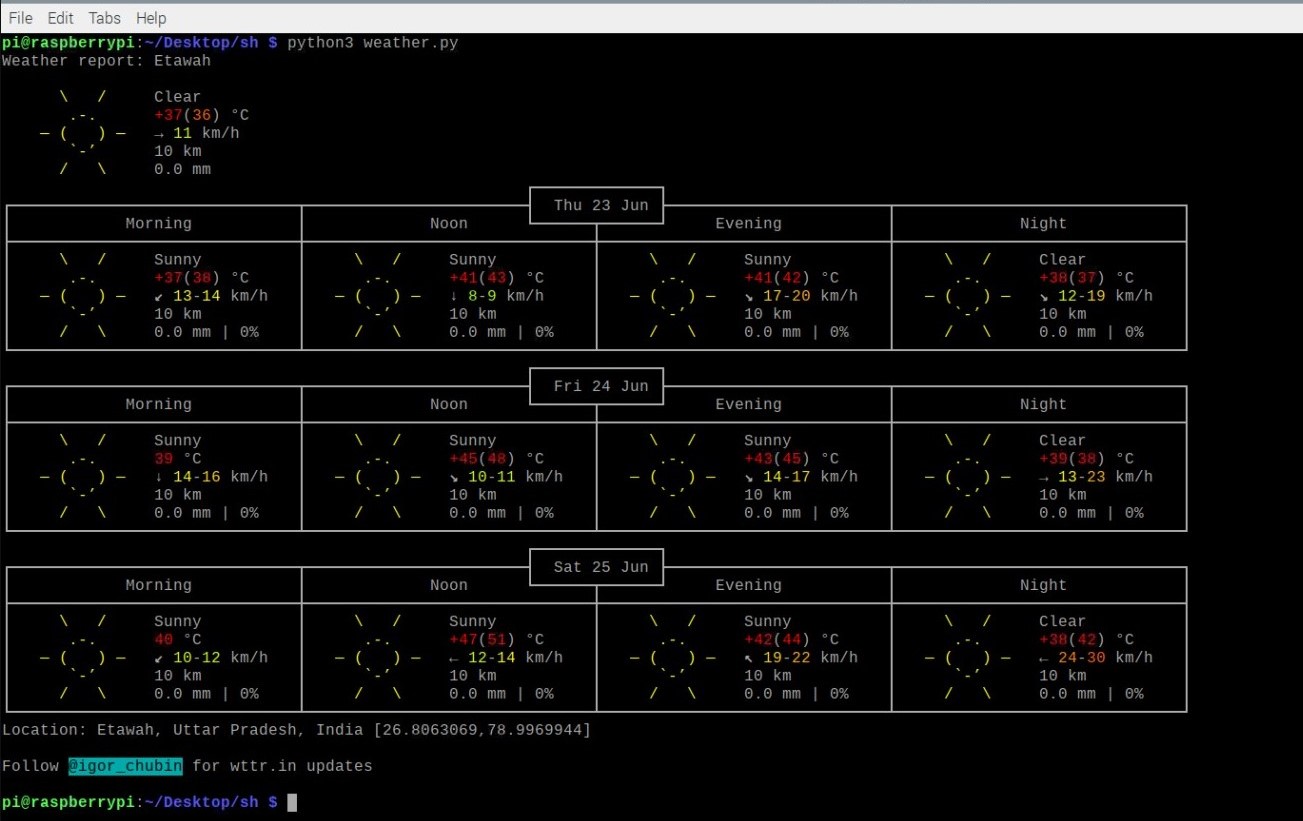 File Edit Tabs Help
pi@raspberrypi:~/Desktop/sh $ python3 weather.py
Weather report: Etawah
Clear
+37(36) °C
→ 11 km/h
10 km
0.0 mm
Thu 23 Jun
Morning Noon Evening Night
Sunny Sunny Sunny Clear
+37(38) °C +41(43) °C +41(42) °C +38(37) °C
↙ 13-14 km/h ↓ 8-9 km/h ↘ 17-20 km/h ↘ 12-19 km/h
10 km 10 km 10 km 10 km
0.0 mm | 0% 0.0 mm | 0% 0.0 mm | 0% 0.0 mm | 0%
Fri 24 Jun
Morning Noon Evening Night
Sunny Sunny Sunny Clear
39 °C +45(48) °C +43(45) °C +39(38) °C
↓ 14-16 km/h ↘ 10-11 km/h ↘ 14-17 km/h → 13-23 km/h
10 km 10 km 10 km 10 km
0.0 mm | 0% 0.0 mm | 0% 0.0 mm | 0% 0.0 mm | 0%
Sat 25 Jun
Morning Noon Evening Night
Sunny Sunny Sunny Clear
40 °C +47(51) °C +42(44) °C +38(42) °C
↙ 10-12 km/h ← 12-14 km/h ↖ 19-22 km/h ← 24-30 km/h
10 km 10 km 10 km 10 km
0.0 mm | 0% 0.0 mm | 0% 0.0 mm | 0% 0.0 mm | 0%
Location: Etawah, Uttar Pradesh, India [26.8063069,78.9969944]
Follow @igor_chubin for wttr.in updates
pi@raspberrypi:~/Desktop/sh $